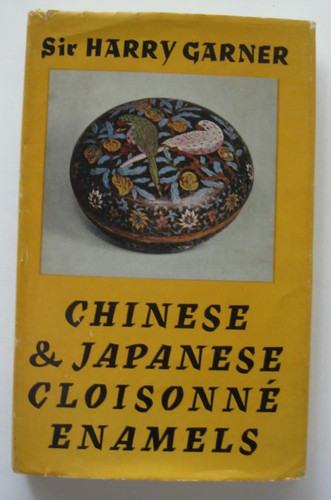 Sir HARRY GARNER
CHINESE
& JAPANESE
CLOISONNÉ
ENAMELS